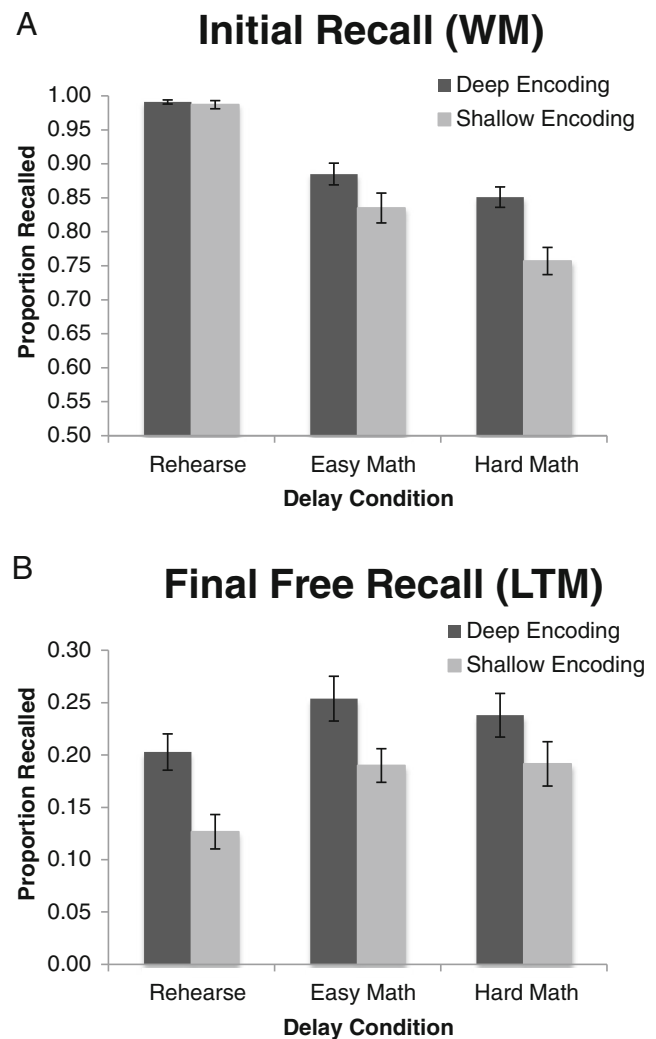 A
Initial Recall (WM)
Deep Encoding
Shallow Encoding
Proportion Recalled
1.00
0.95
0.90
0.85
0.80
0.75
0.70
0.65
0.60
0.55
0.50
Rehearse Easy Math Hard Math
Delay Condition
B
Final Free Recall (LTM)
Deep Encoding
Shallow Encoding
Proportion Recalled
0.30
0.25
0.20
0.15
0.10
0.05
0.00
Rehearse Easy Math Hard Math
Delay Condition